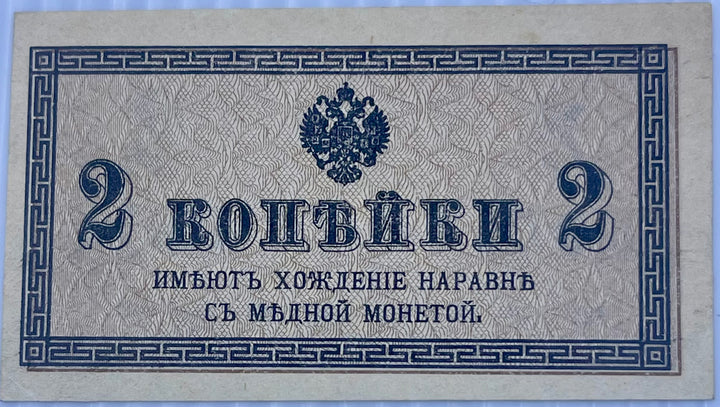 2 КОПѢЙКИ 2
ИМѢЮТЪ ХОЖДЕНІЕ НАРАВНѢ
СЪ МѢДНОЙ МОНЕТОЙ.